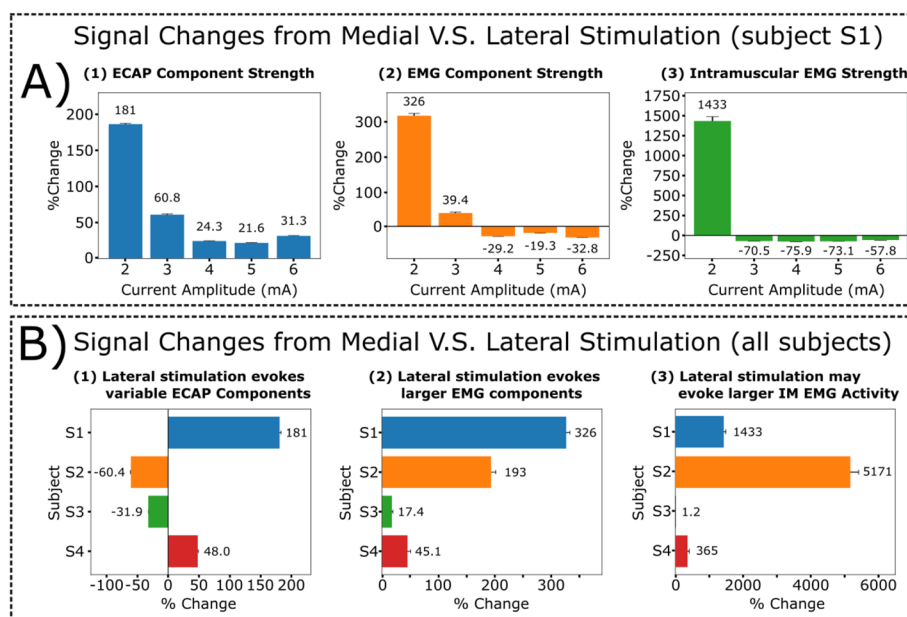 Signal Changes from Medial V.S. Lateral Stimulation (subject S1)
A)
(1) ECAP Component Strength
181
60.8
24.3
21.6
31.3
200
150
100
50
0
%Change
2 3 4 5 6
Current Amplitude (mA)
(2) EMG Component Strength
326
39.4
-29.2
-19.3
-32.8
300
200
100
0
%Change
2 3 4 5 6
Current Amplitude (mA)
(3) Intramuscular EMG Strength
1433
-70.5
-75.9
-73.1
-57.8
1750
1500
1250
1000
750
500
250
0
-250
%Change
2 3 4 5 6
Current Amplitude (mA)
B)
Signal Changes from Medial V.S. Lateral Stimulation (all subjects)
(1) Lateral stimulation evokes
variable ECAP Components
S1
S2
S3
S4
Subject
181
-60.4
-31.9
48.0
-100 -50 0 50 100 150 200
% Change
(2) Lateral stimulation evokes
larger EMG components
S1
S2
S3
S4
Subject
326
193
17.4
45.1
0 100 200 300
% Change
(3) Lateral stimulation may
evoke larger IM EMG Activity
S1
S2
S3
S4
Subject
1433
5171
1.2
365
0 2000 4000 6000
% Change